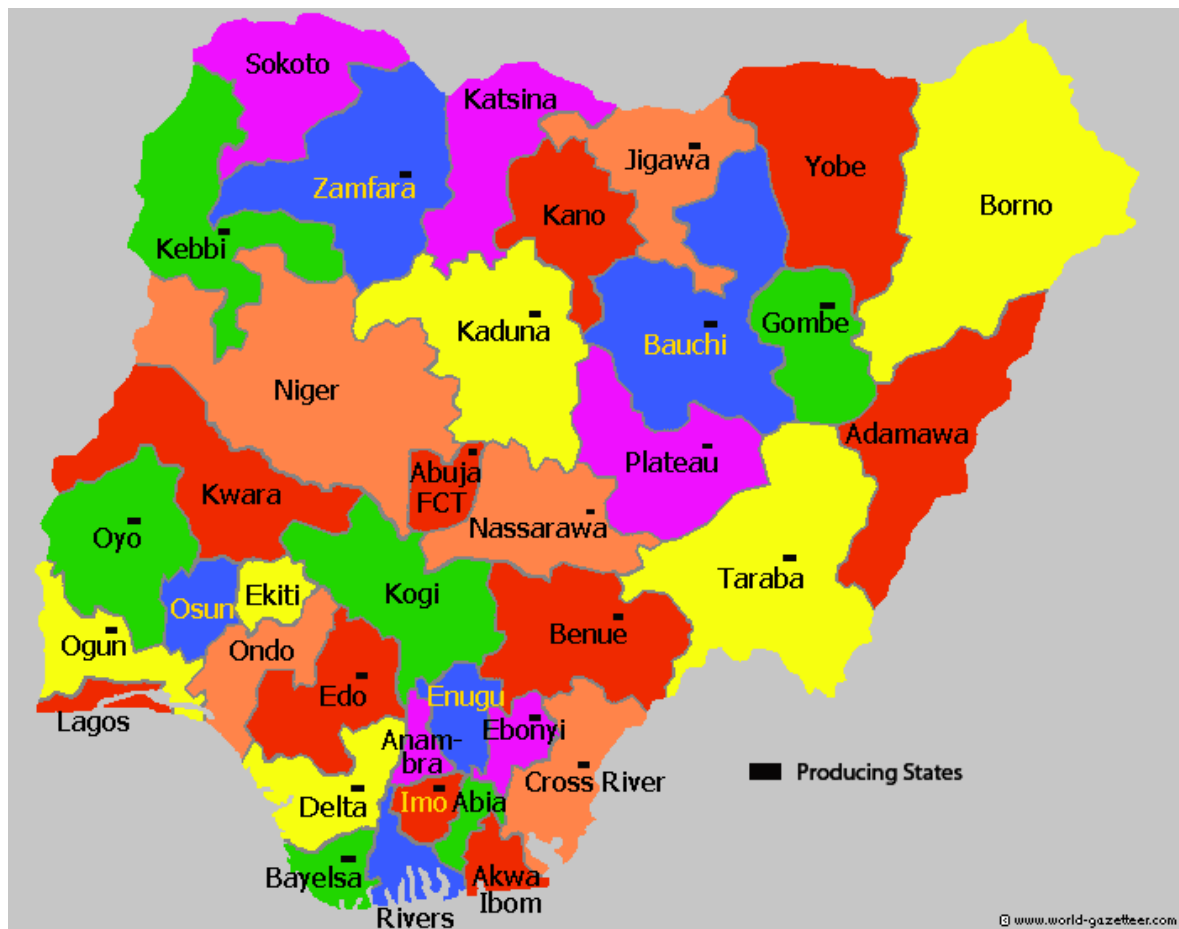 Sokoto
Katsina
Zamfara
Jigawa
Yobe
Kano
Borno
Kebbi
Kaduna
Bauchi
Gombe
Niger
Adamawa
Plateau
Abuja
FCT
Kwara
Nassarawa
Oyo
Taraba
Kogi
Ekiti
Osun
Benue
Ogun
Ondo
Edo
Enugu
Lagos
Ebonyi
Anam-
bra
Cross River
Producing States
Delta
Imo
Abia
Bayelsa
Akwa
Ibom
Rivers
© www.world-gazetteer.com